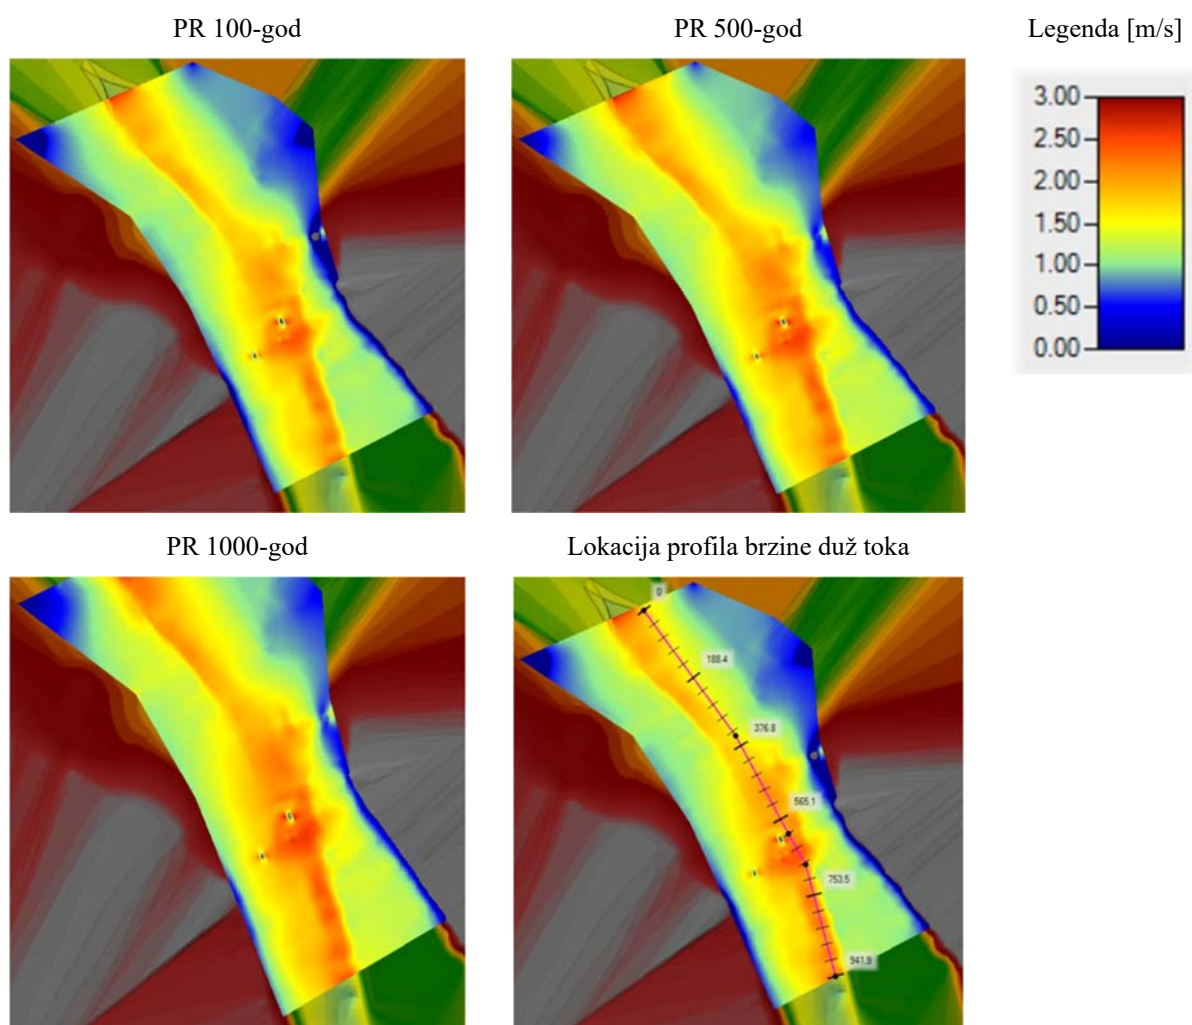 PR 100-god
PR 500-god
Legenda [m/s]
3.00
2.50
2.00
1.50
1.00
0.50
0.00
PR 1000-god
Lokacija profila brzine duž toka
0
188.4
376.8
565.1
753.5
941.9